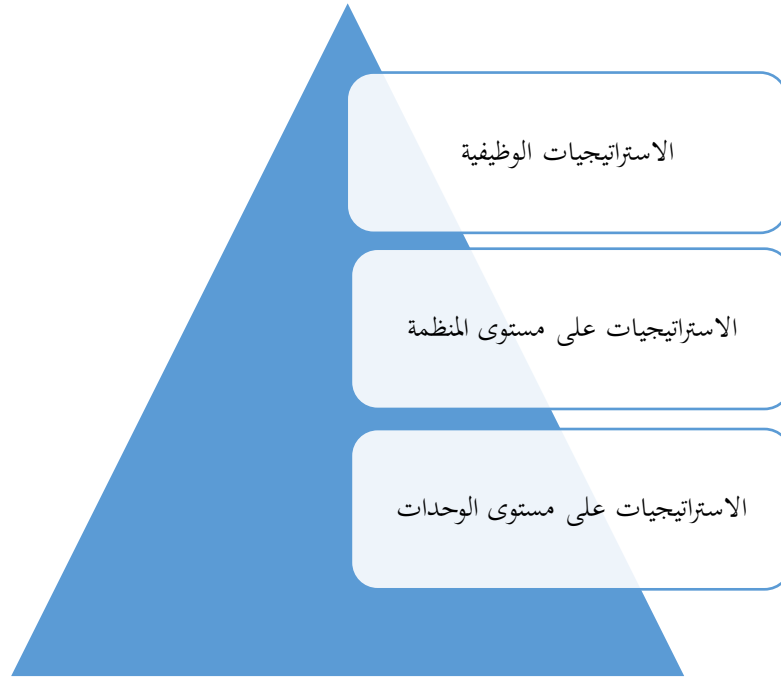 الاستراتيجيات الوظيفية
الاستراتيجيات على مستوى المنظمة
الاستراتيجيات على مستوى الوحدات